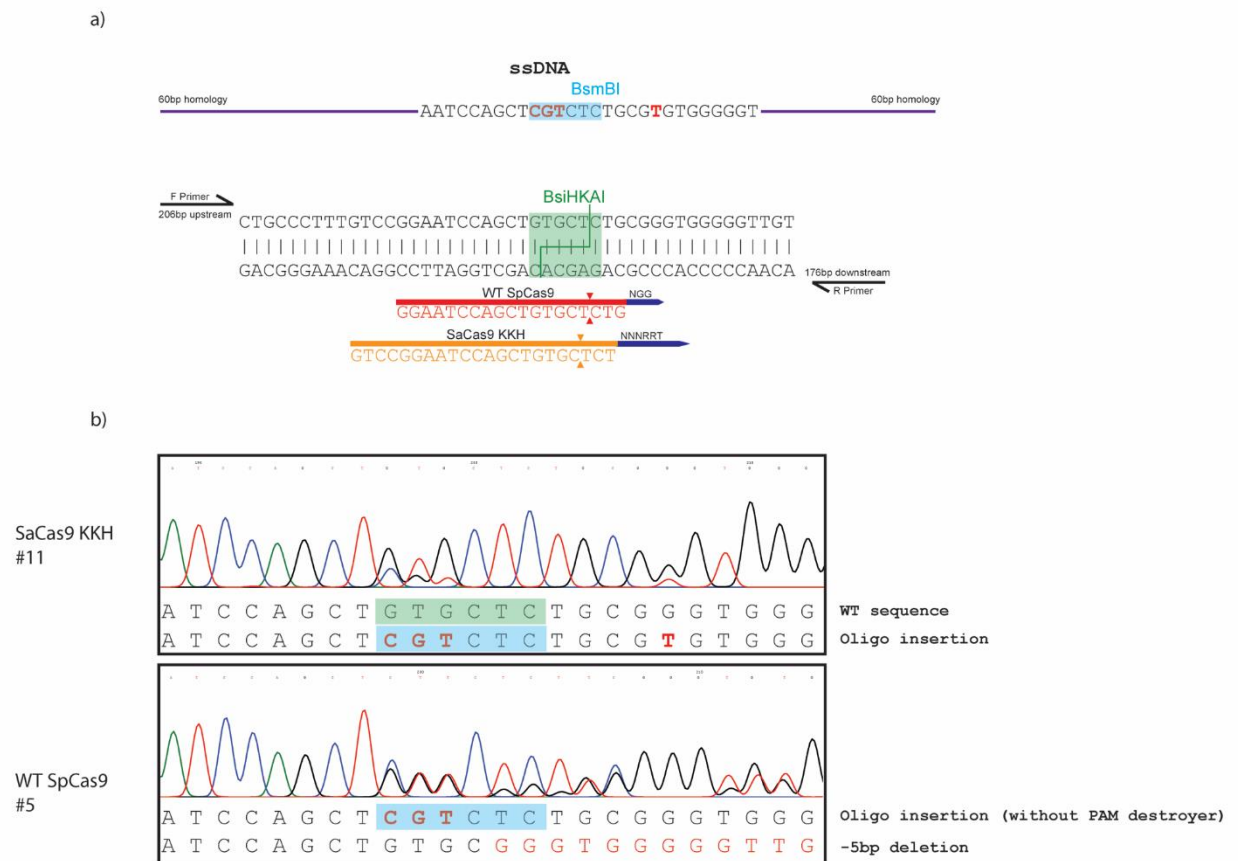 a)
ssDNA
BsmBI
60bp homology
AATCCAGCTCGTCTCTGCGTGTGGGGGT
60bp homology
F Primer
206bp upstream
BsiHKAI
CTGCCCTTTGTCCGGAATCCAGCTGTGCTCTGCGGGTGGGGGTTGT
GACGGGAAACAGGCCTTAGGTCGACACGAGACGCCCACCCCCAACA
176bp downstream
R Primer
WT SpCas9
NGG
GGAATCCAGCTGTGCTCTG
SaCas9 KKH
NNNRRT
GTCCGGAATCCAGCTGTGCTCT
b)
SaCas9 KKH
#11
A T C C A G C T G T G C T C T G C G G G T G G G
WT sequence
A T C C A G C T C G T C T C T G C G T G T G G G
Oligo insertion
WT SpCas9
#5
A T C C A G C T C G T C T C T G C G G G T G G G
Oligo insertion (without PAM destroyer)
A T C C A G C T G T G C G G G T G G G G G T T G
-5bp deletion